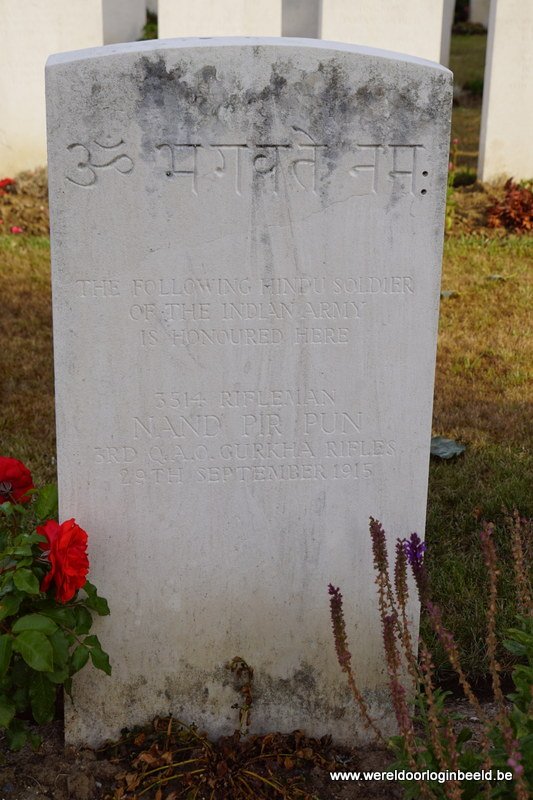 ॐ भगवते नमः
THE FOLLOWING HINDU SOLDIER
OF THE INDIAN ARMY
IS HONOURED HERE
3514 RIFLEMAN
NAND PIR PUN
3RD Q.A.O. GURKHA RIFLES
29TH SEPTEMBER 1915
www.wereldoorloginbeeld.be